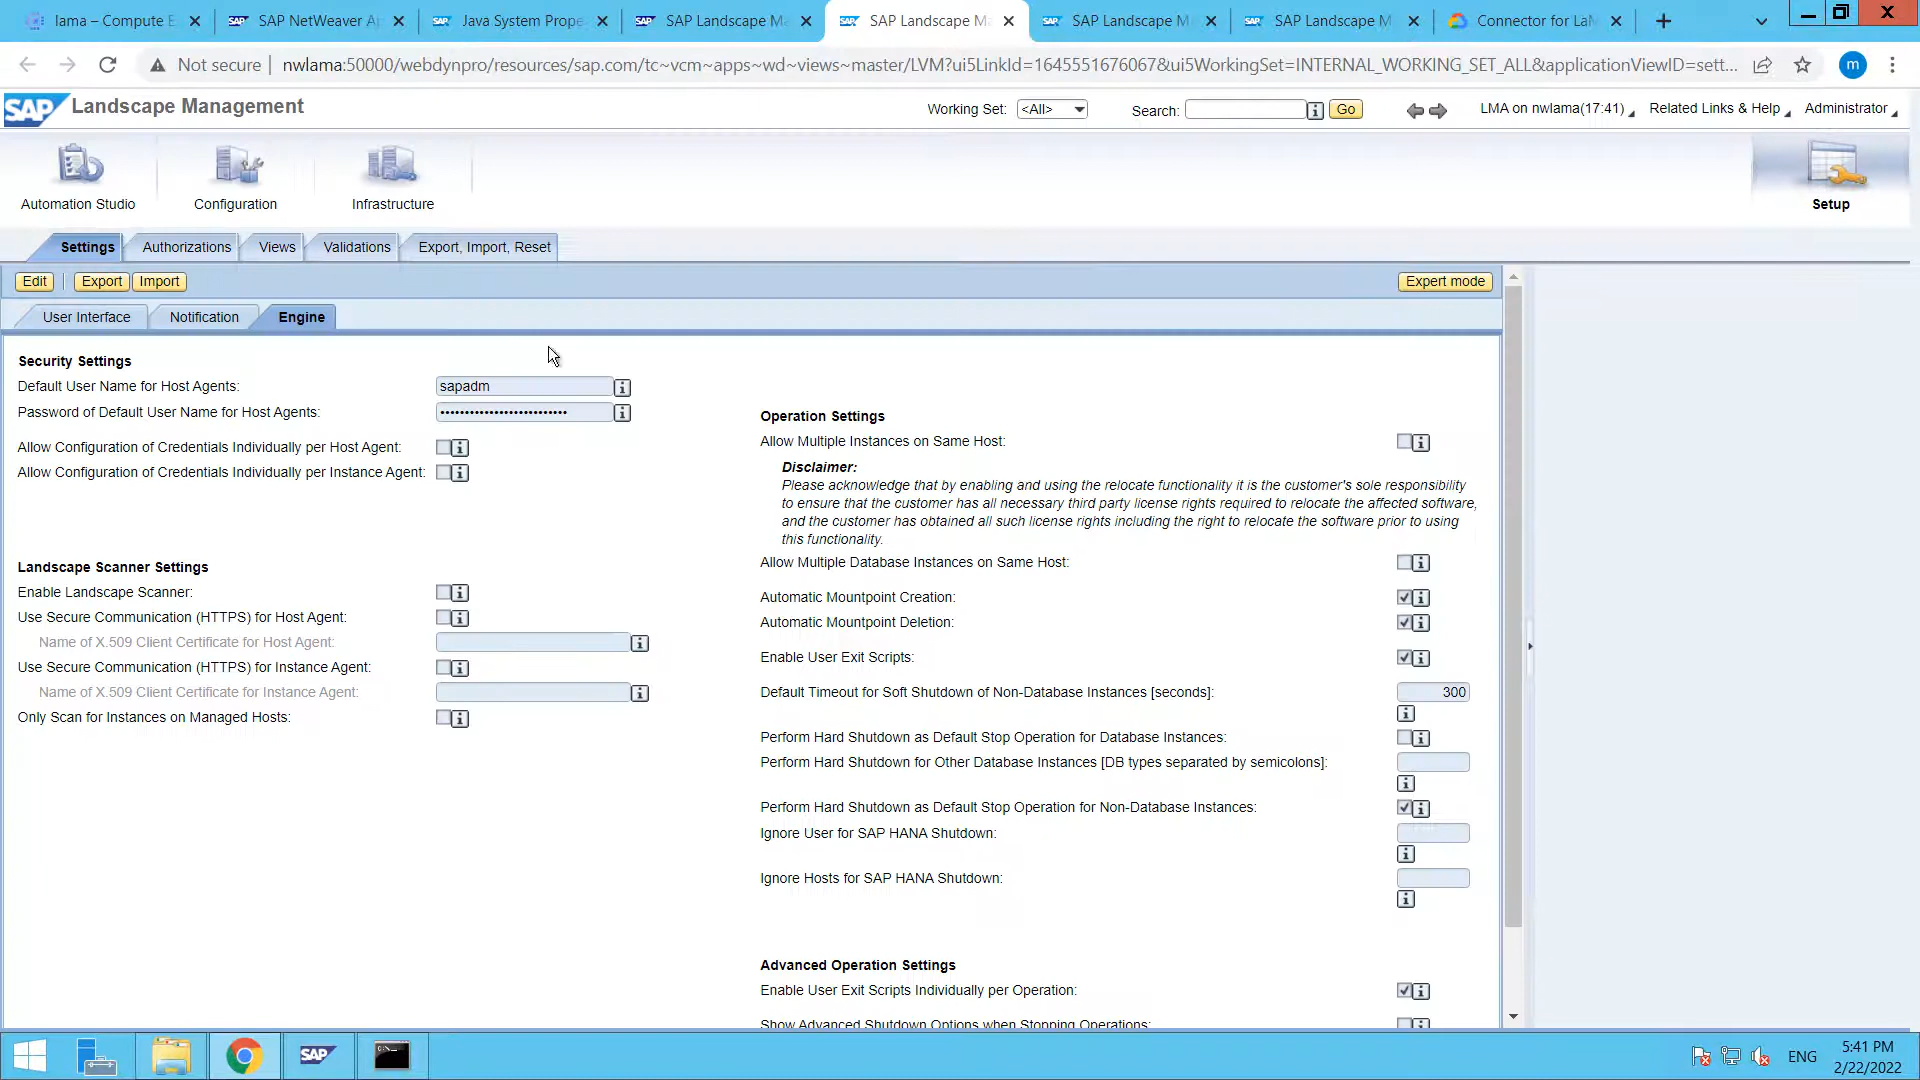 lama – Compute E
SAP NetWeaver A
Java System Prope
SAP Landscape M
SAP Landscape M
SAP Landscape M
SAP Landscape M
Connector for LaM
Not secure
nwlama:50000/webdynpro/resources/sap.com/tc~vcm~apps~wd~views~master/LVM?ui5LinkId=1645551676067&ui5WorkingSet=INTERNAL_WORKING_SET_ALL&applicationViewID=sett...
m
SAP Landscape Management
Working Set: <All>
Search:
Go
LMA on nwlama(17:41)
Related Links & Help
Administrator
Automation Studio
Configuration
Infrastructure
Setup
Settings
Authorizations
Views
Validations
Export, Import, Reset
Edit
Export
Import
Expert mode
User Interface
Notification
Engine
Security Settings
Default User Name for Host Agents: sapadm
Password of Default User Name for Host Agents:
Allow Configuration of Credentials Individually per Host Agent:
Allow Configuration of Credentials Individually per Instance Agent:
Landscape Scanner Settings
Enable Landscape Scanner:
Use Secure Communication (HTTPS) for Host Agent:
Name of X.509 Client Certificate for Host Agent:
Use Secure Communication (HTTPS) for Instance Agent:
Name of X.509 Client Certificate for Instance Agent:
Only Scan for Instances on Managed Hosts:
Operation Settings
Allow Multiple Instances on Same Host:
Disclaimer:
Please acknowledge that by enabling and using the relocate functionality it is the customer's sole responsibility
to ensure that the customer has all necessary third party license rights required to relocate the affected software,
and the customer has obtained all such license rights including the right to relocate the software prior to using
this functionality.
Allow Multiple Database Instances on Same Host:
Automatic Mountpoint Creation:
Automatic Mountpoint Deletion:
Enable User Exit Scripts:
Default Timeout for Soft Shutdown of Non-Database Instances [seconds]: 300
Perform Hard Shutdown as Default Stop Operation for Database Instances:
Perform Hard Shutdown for Other Database Instances [DB types separated by semicolons]:
Perform Hard Shutdown as Default Stop Operation for Non-Database Instances:
Ignore User for SAP HANA Shutdown:
Ignore Hosts for SAP HANA Shutdown:
Advanced Operation Settings
Enable User Exit Scripts Individually per Operation:
Show Advanced Shutdown Options when Stopping Operations:
SAP
ENG
5:41 PM
2/22/2022